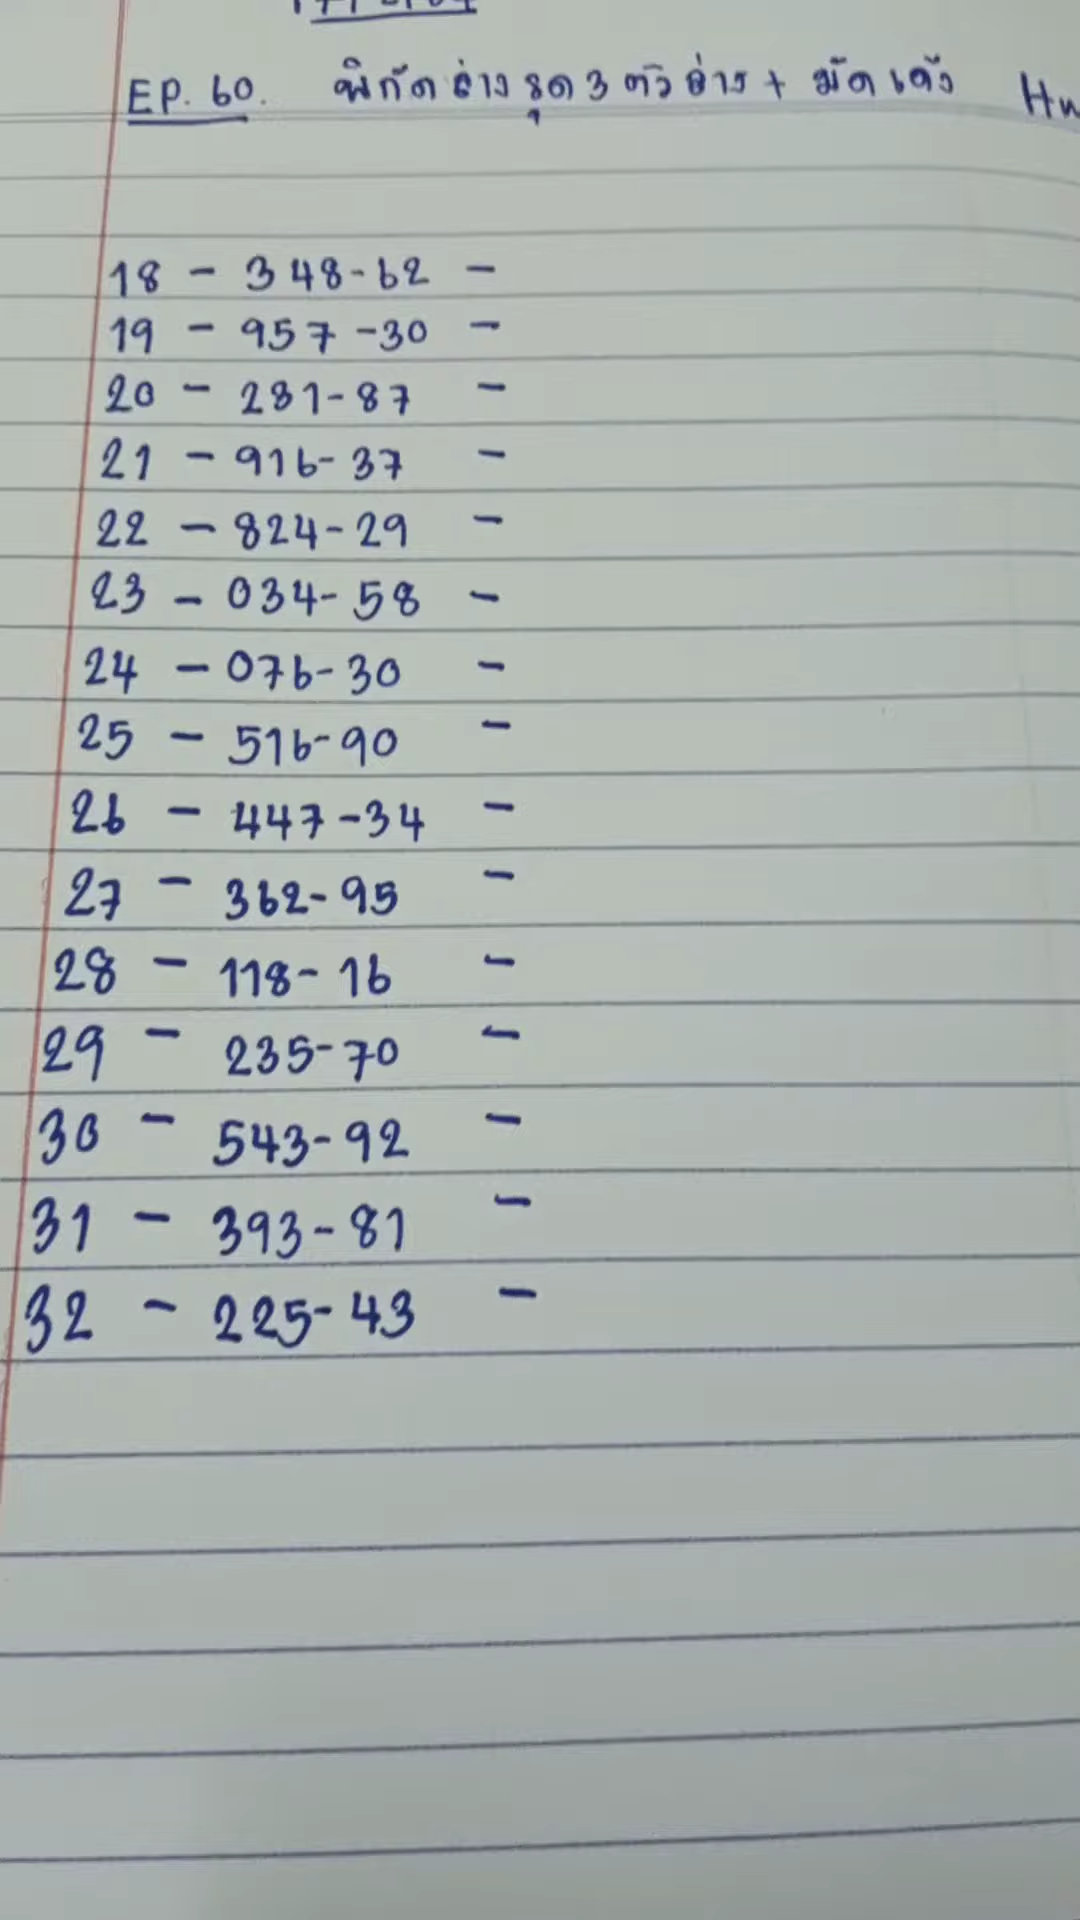 EP. 60. พิกัดล่างชุด 3 ตัวล่าง + มัดเด้ง
18 - 348-62 -
19 - 957-30 -
20 - 281-87 -
21 - 916-37 -
22 - 824-29 -
23 - 034-58 -
24 - 076-30 -
25 - 516-90 -
26 - 447-34 -
27 - 362-95 -
28 - 118-16 -
29 - 235-70 -
30 - 543-92 -
31 - 393-81 -
32 - 225-43 -